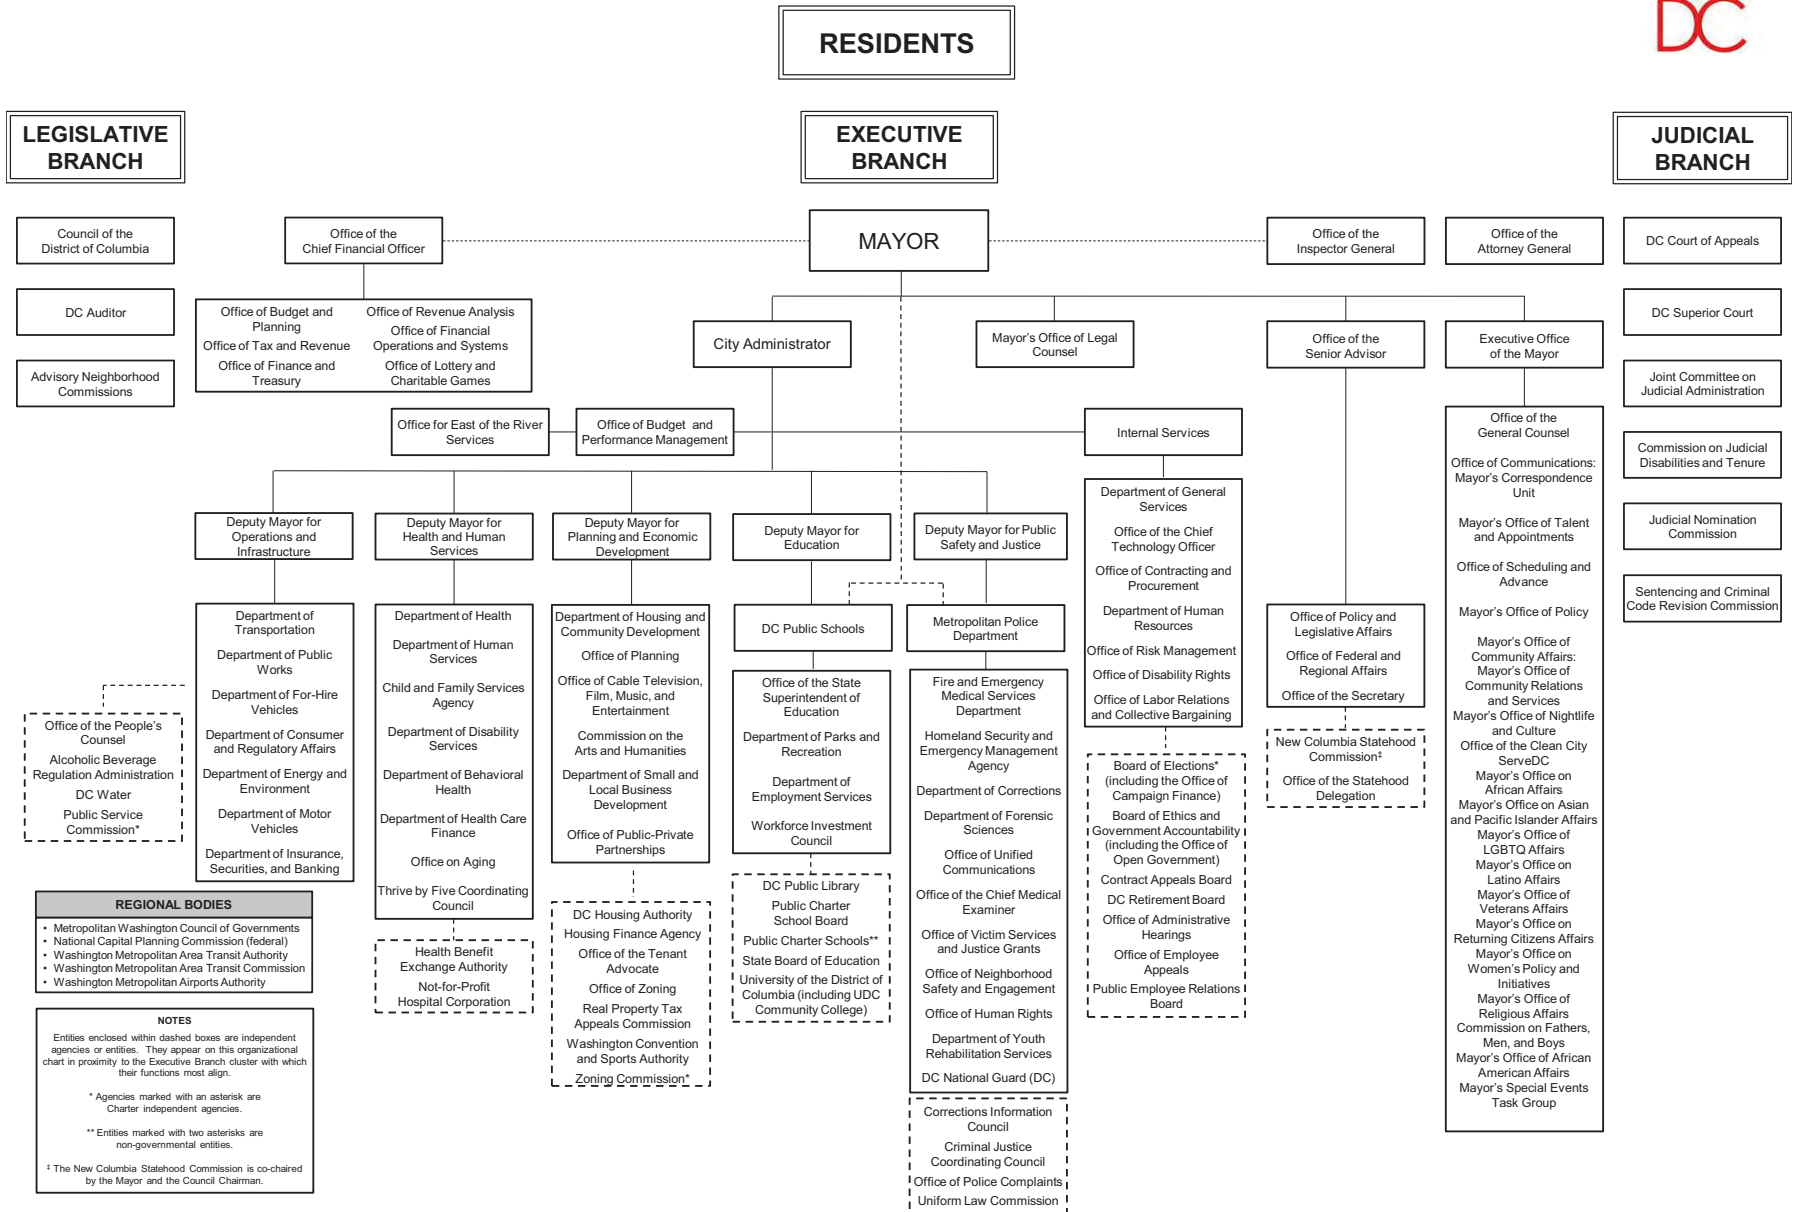 DC
RESIDENTS
LEGISLATIVE
BRANCH
EXECUTIVE
BRANCH
JUDICIAL
BRANCH
Council of the
District of Columbia
DC Auditor
Advisory Neighborhood
Commissions
Office of the
Chief Financial Officer
MAYOR
Office of the
Inspector General
Office of the
Attorney General
DC Court of Appeals
DC Superior Court
Joint Committee on
Judicial Administration
Commission on Judicial
Disabilities and Tenure
Judicial Nomination
Commission
Sentencing and Criminal
Code Revision Commission
Office of Budget and
Planning
Office of Tax and Revenue
Office of Finance and
Treasury
Office of Revenue Analysis
Office of Financial
Operations and Systems
Office of Lottery and
Charitable Games
City Administrator
Mayor's Office of Legal
Counsel
Office of the
Senior Advisor
Executive Office
of the Mayor
Office for East of the River
Services
Office of Budget and
Performance Management
Internal Services
Deputy Mayor for
Operations and
Infrastructure
Deputy Mayor for
Health and Human
Services
Deputy Mayor for
Planning and Economic
Development
Deputy Mayor for
Education
Deputy Mayor for Public
Safety and Justice
Department of
Transportation
Department of Public
Works
Department of For-Hire
Vehicles
Department of Consumer
and Regulatory Affairs
Department of Energy and
Environment
Department of Motor
Vehicles
Department of Insurance,
Securities, and Banking
Office of the People's
Counsel
Alcoholic Beverage
Regulation Administration
DC Water
Public Service
Commission*
Department of Health
Department of Human
Services
Child and Family Services
Agency
Department of Disability
Services
Department of Behavioral
Health
Department of Health Care
Finance
Office on Aging
Thrive by Five Coordinating
Council
Health Benefit
Exchange Authority
Not-for-Profit
Hospital Corporation
Department of Housing and
Community Development
Office of Planning
Office of Cable Television,
Film, Music, and
Entertainment
Commission on the
Arts and Humanities
Department of Small and
Local Business
Development
Office of Public-Private
Partnerships
DC Housing Authority
Housing Finance Agency
Office of the Tenant
Advocate
Office of Zoning
Real Property Tax
Appeals Commission
Washington Convention
and Sports Authority
Zoning Commission*
DC Public Schools
Office of the State
Superintendent of
Education
Department of Parks and
Recreation
Department of
Employment Services
Workforce Investment
Council
DC Public Library
Public Charter
School Board
Public Charter Schools**
State Board of Education
University of the District of
Columbia (including UDC
Community College)
Metropolitan Police
Department
Fire and Emergency
Medical Services
Department
Homeland Security and
Emergency Management
Agency
Department of Corrections
Department of Forensic
Sciences
Office of Unified
Communications
Office of the Chief Medical
Examiner
Office of Victim Services
and Justice Grants
Office of Neighborhood
Safety and Engagement
Office of Human Rights
Department of Youth
Rehabilitation Services
DC National Guard (DC)
Corrections Information
Council
Criminal Justice
Coordinating Council
Office of Police Complaints
Uniform Law Commission
Department of General
Services
Office of the Chief
Technology Officer
Office of Contracting and
Procurement
Department of Human
Resources
Office of Risk Management
Office of Disability Rights
Office of Labor Relations
and Collective Bargaining
Board of Elections*
(including the Office of
Campaign Finance)
Board of Ethics and
Government Accountability
(including the Office of
Open Government)
Contract Appeals Board
DC Retirement Board
Office of Administrative
Hearings
Office of Employee
Appeals
Public Employee Relations
Board
Office of Policy and
Legislative Affairs
Office of Federal and
Regional Affairs
Office of the Secretary
New Columbia Statehood
Commission‡
Office of the Statehood
Delegation
Office of the
General Counsel
Office of Communications:
Mayor's Correspondence
Unit
Mayor's Office of Talent
and Appointments
Office of Scheduling and
Advance
Mayor's Office of Policy
Mayor's Office of
Community Affairs:
Mayor's Office of
Community Relations
and Services
Mayor's Office of Nightlife
and Culture
Office of the Clean City
ServeDC
Mayor's Office on
African Affairs
Mayor's Office on Asian
and Pacific Islander Affairs
Mayor's Office of
LGBTQ Affairs
Mayor's Office on
Latino Affairs
Mayor's Office of
Veterans Affairs
Mayor's Office on
Returning Citizens Affairs
Mayor's Office on
Women's Policy and
Initiatives
Mayor's Office of
Religious Affairs
Commission on Fathers,
Men, and Boys
Mayor's Office of African
American Affairs
Mayor's Special Events
Task Group
REGIONAL BODIES
• Metropolitan Washington Council of Governments
• National Capital Planning Commission (federal)
• Washington Metropolitan Area Transit Authority
• Washington Metropolitan Area Transit Commission
• Washington Metropolitan Airports Authority
NOTES
Entities enclosed within dashed boxes are independent
agencies or entities. They appear on this organizational
chart in proximity to the Executive Branch cluster with which
their functions most align.
* Agencies marked with an asterisk are
Charter independent agencies.
** Entities marked with two asterisks are
non-governmental entities.
‡ The New Columbia Statehood Commission is co-chaired
by the Mayor and the Council Chairman.